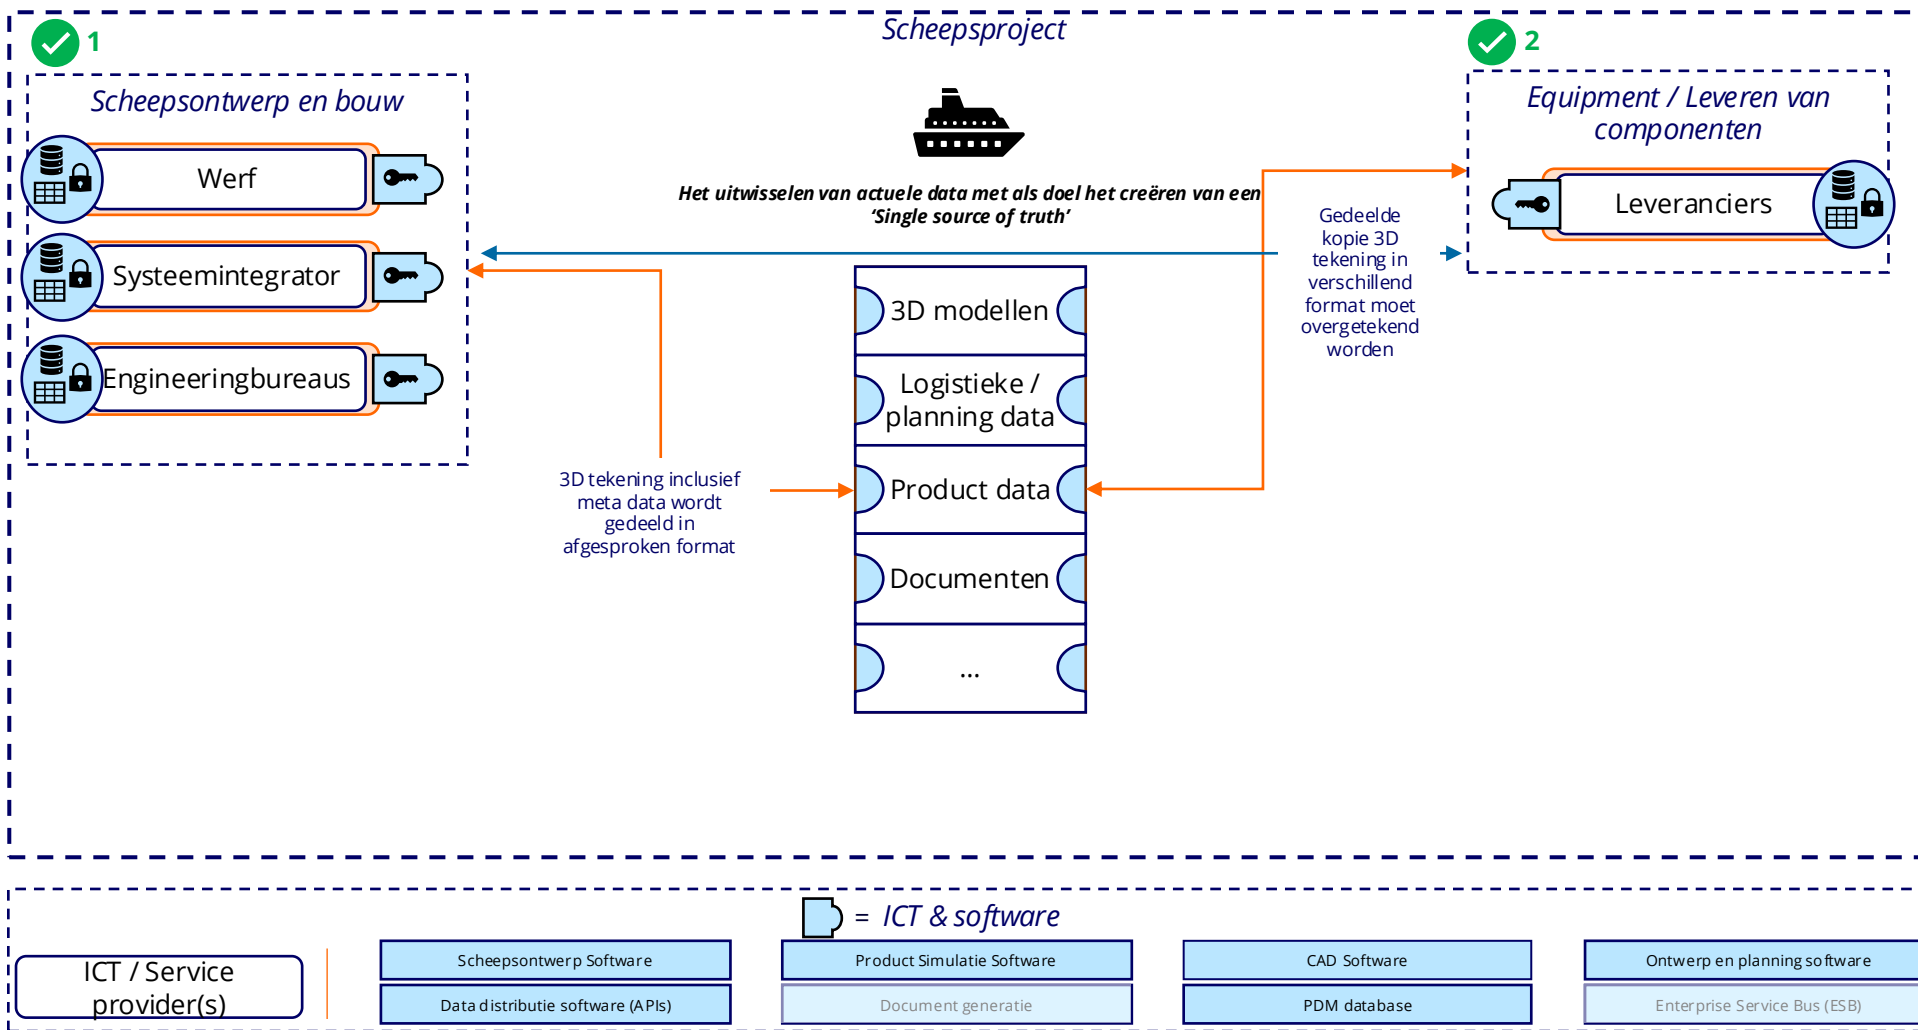 Scheepsproject
1
2
Scheepsontwerp en bouw
Werf
Systeemintegrator
Engineeringbureaus
Het uitwisselen van actuele data met als doel het creëren van een
‘Single source of truth’
Equipment / Leveren van
componenten
Leveranciers
Gedeelde
kopie 3D
tekening in
verschillend
format moet
overgetekend
worden
3D modellen
Logistieke /
planning data
Product data
Documenten
...
3D tekening inclusief
meta data wordt
gedeeld in
afgesproken format
= ICT & software
ICT / Service
provider(s)
Scheepsontwerp Software
Product Simulatie Software
CAD Software
Ontwerp en planning software
Data distributie software (APIs)
Document generatie
PDM database
Enterprise Service Bus (ESB)